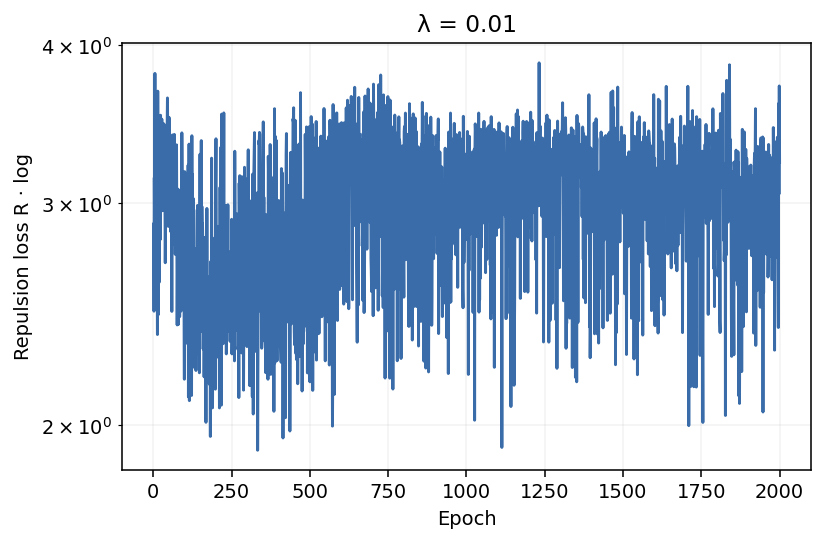 λ = 0.01
Repulsion loss R · log
4 × 10⁰
3 × 10⁰
2 × 10⁰
0 250 500 750 1000 1250 1500 1750 2000
Epoch